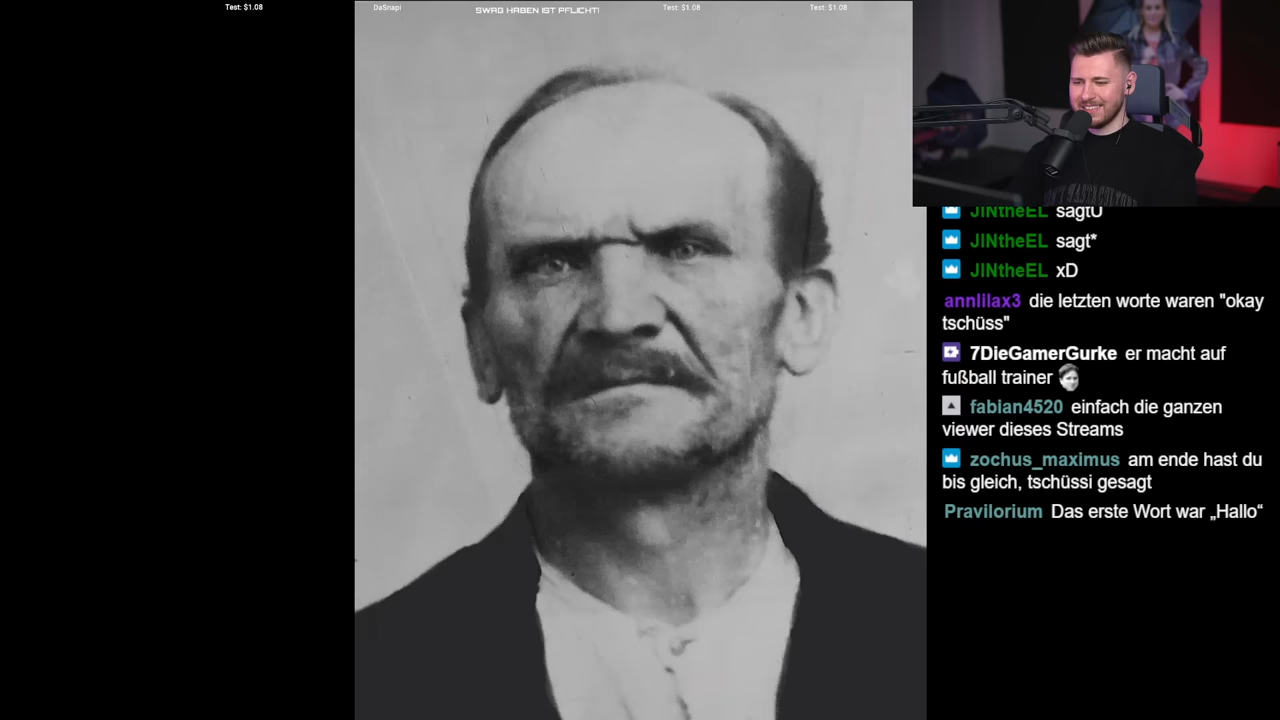 Test: $1.08
DaSnapi
SWAG HABEN IST PFLICHT!
Test: $1.08
Test: $1.08
JINtheEL sagtU
JINtheEL sagt*
JINtheEL xD
annlilax3 die letzten worte waren "okay
tschüss"
7DieGamerGurke er macht auf
fußball trainer
fabian4520 einfach die ganzen
viewer dieses Streams
zochus_maximus am ende hast du
bis gleich, tschüssi gesagt
Pravilorium Das erste Wort war „Hallo“